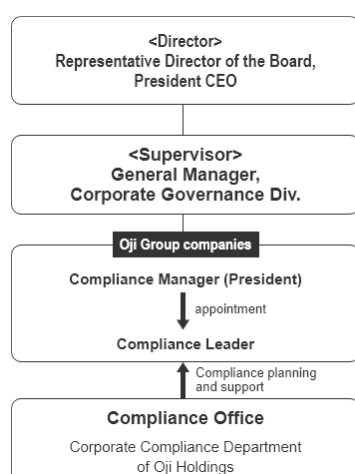 <Director>
Representative Director of the Board,
President CEO
<Supervisor>
General Manager,
Corporate Governance Div.
Oji Group companies
Compliance Manager (President)
appointment
Compliance Leader
Compliance planning
and support
Compliance Office
Corporate Compliance Department
of Oji Holdings